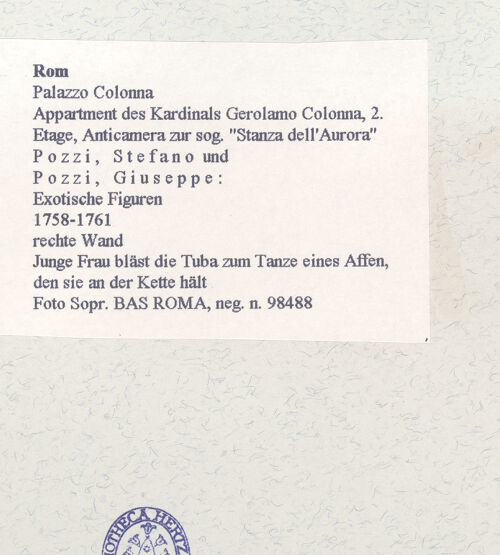 Rom
Palazzo Colonna
Appartment des Kardinals Gerolamo Colonna, 2.
Etage, Anticamera zur sog. "Stanza dell'Aurora"
Pozzi, Stefano und
Pozzi, Giuseppe:
Exotische Figuren
1758-1761
rechte Wand
Junge Frau bläst die Tuba zum Tanze eines Affen,
den sie an der Kette hält
Foto Sopr. BAS ROMA, neg. n. 98488
OTHECA HERTZ